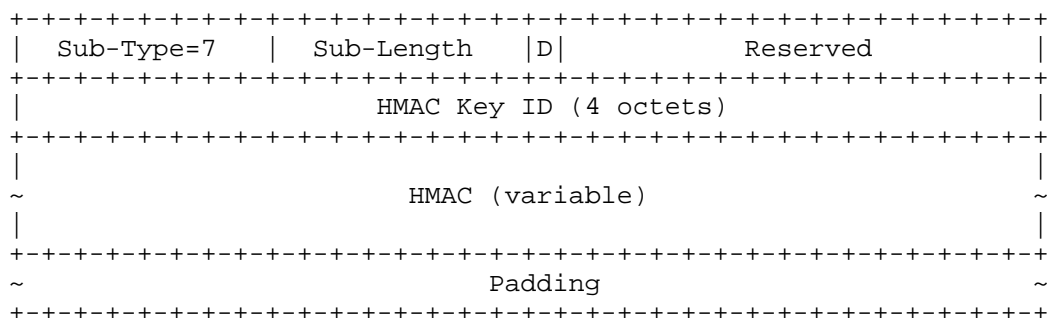 +-+-+-+-+-+-+-+-+-+-+-+-+-+-+-+-+-+-+-+-+-+-+-+-+-+-+-+-+-+-+-+-+
|  Sub-Type=7   |  Sub-Length   |D|          Reserved           |
+-+-+-+-+-+-+-+-+-+-+-+-+-+-+-+-+-+-+-+-+-+-+-+-+-+-+-+-+-+-+-+-+
|                      HMAC Key ID (4 octets)                   |
+-+-+-+-+-+-+-+-+-+-+-+-+-+-+-+-+-+-+-+-+-+-+-+-+-+-+-+-+-+-+-+-+
|                                                               |
~                        HMAC (variable)                        ~
|                                                               |
+-+-+-+-+-+-+-+-+-+-+-+-+-+-+-+-+-+-+-+-+-+-+-+-+-+-+-+-+-+-+-+-+
~                             Padding                           ~
+-+-+-+-+-+-+-+-+-+-+-+-+-+-+-+-+-+-+-+-+-+-+-+-+-+-+-+-+-+-+-+-+